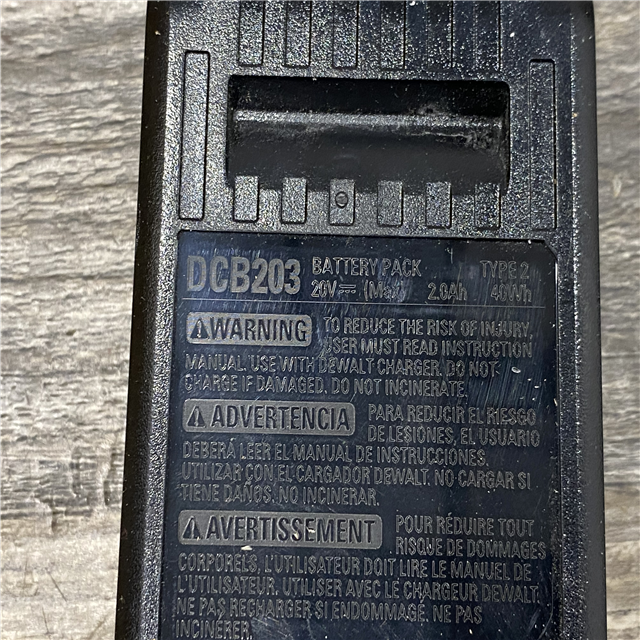 DCB203 BATTERY PACK TYPE 2
20V⎓ (Max) 2.0Ah 40Wh
⚠WARNING TO REDUCE THE RISK OF INJURY,
USER MUST READ INSTRUCTION
MANUAL. USE WITH DEWALT CHARGER. DO NOT
CHARGE IF DAMAGED. DO NOT INCINERATE.
⚠ADVERTENCIA PARA REDUCIR EL RIESGO
DE LESIONES, EL USUARIO
DEBERÁ LEER EL MANUAL DE INSTRUCCIONES.
UTILIZAR CON EL CARGADOR DEWALT. NO CARGAR SI
TIENE DAÑOS. NO INCINERAR.
⚠AVERTISSEMENT POUR RÉDUIRE TOUT
RISQUE DE DOMMAGES
CORPORELS, L'UTILISATEUR DOIT LIRE LE MANUEL DE
L'UTILISATEUR. UTILISER AVEC LE CHARGEUR DEWALT.
NE PAS RECHARGER SI ENDOMMAGÉ. NE PAS
INCINÉRER.